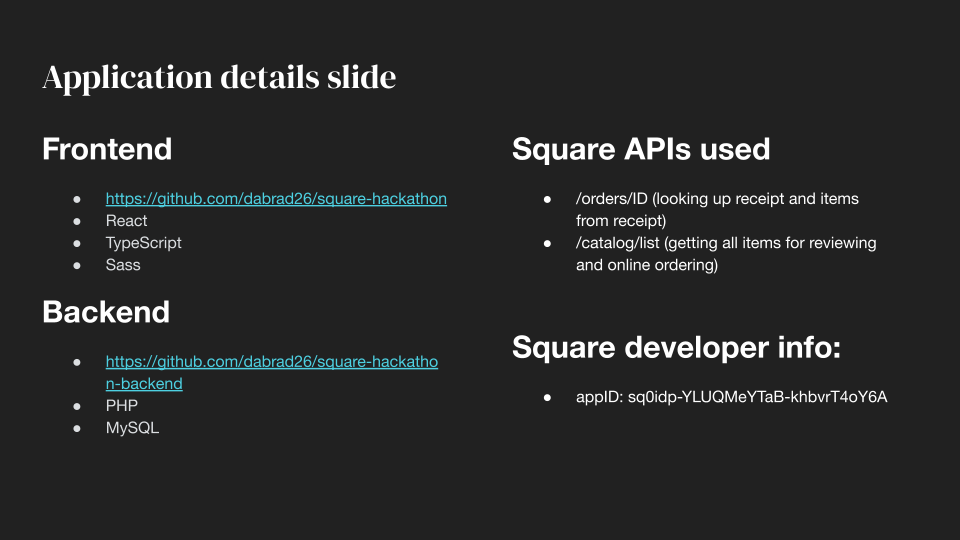 Application details slide
Frontend
● https://github.com/dabrad26/square-hackathon
● React
● TypeScript
● Sass
Backend
● https://github.com/dabrad26/square-hackatho
n-backend
● PHP
● MySQL
Square APIs used
● /orders/ID (looking up receipt and items
from receipt)
● /catalog/list (getting all items for reviewing
and online ordering)
Square developer info:
● appID: sq0idp-YLUQMeYTaB-khbvrT4oY6A